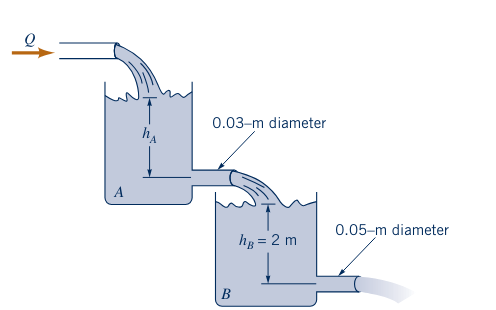 Q
0.03–m diameter
h_A
A
0.05–m diameter
h_B = 2 m
B